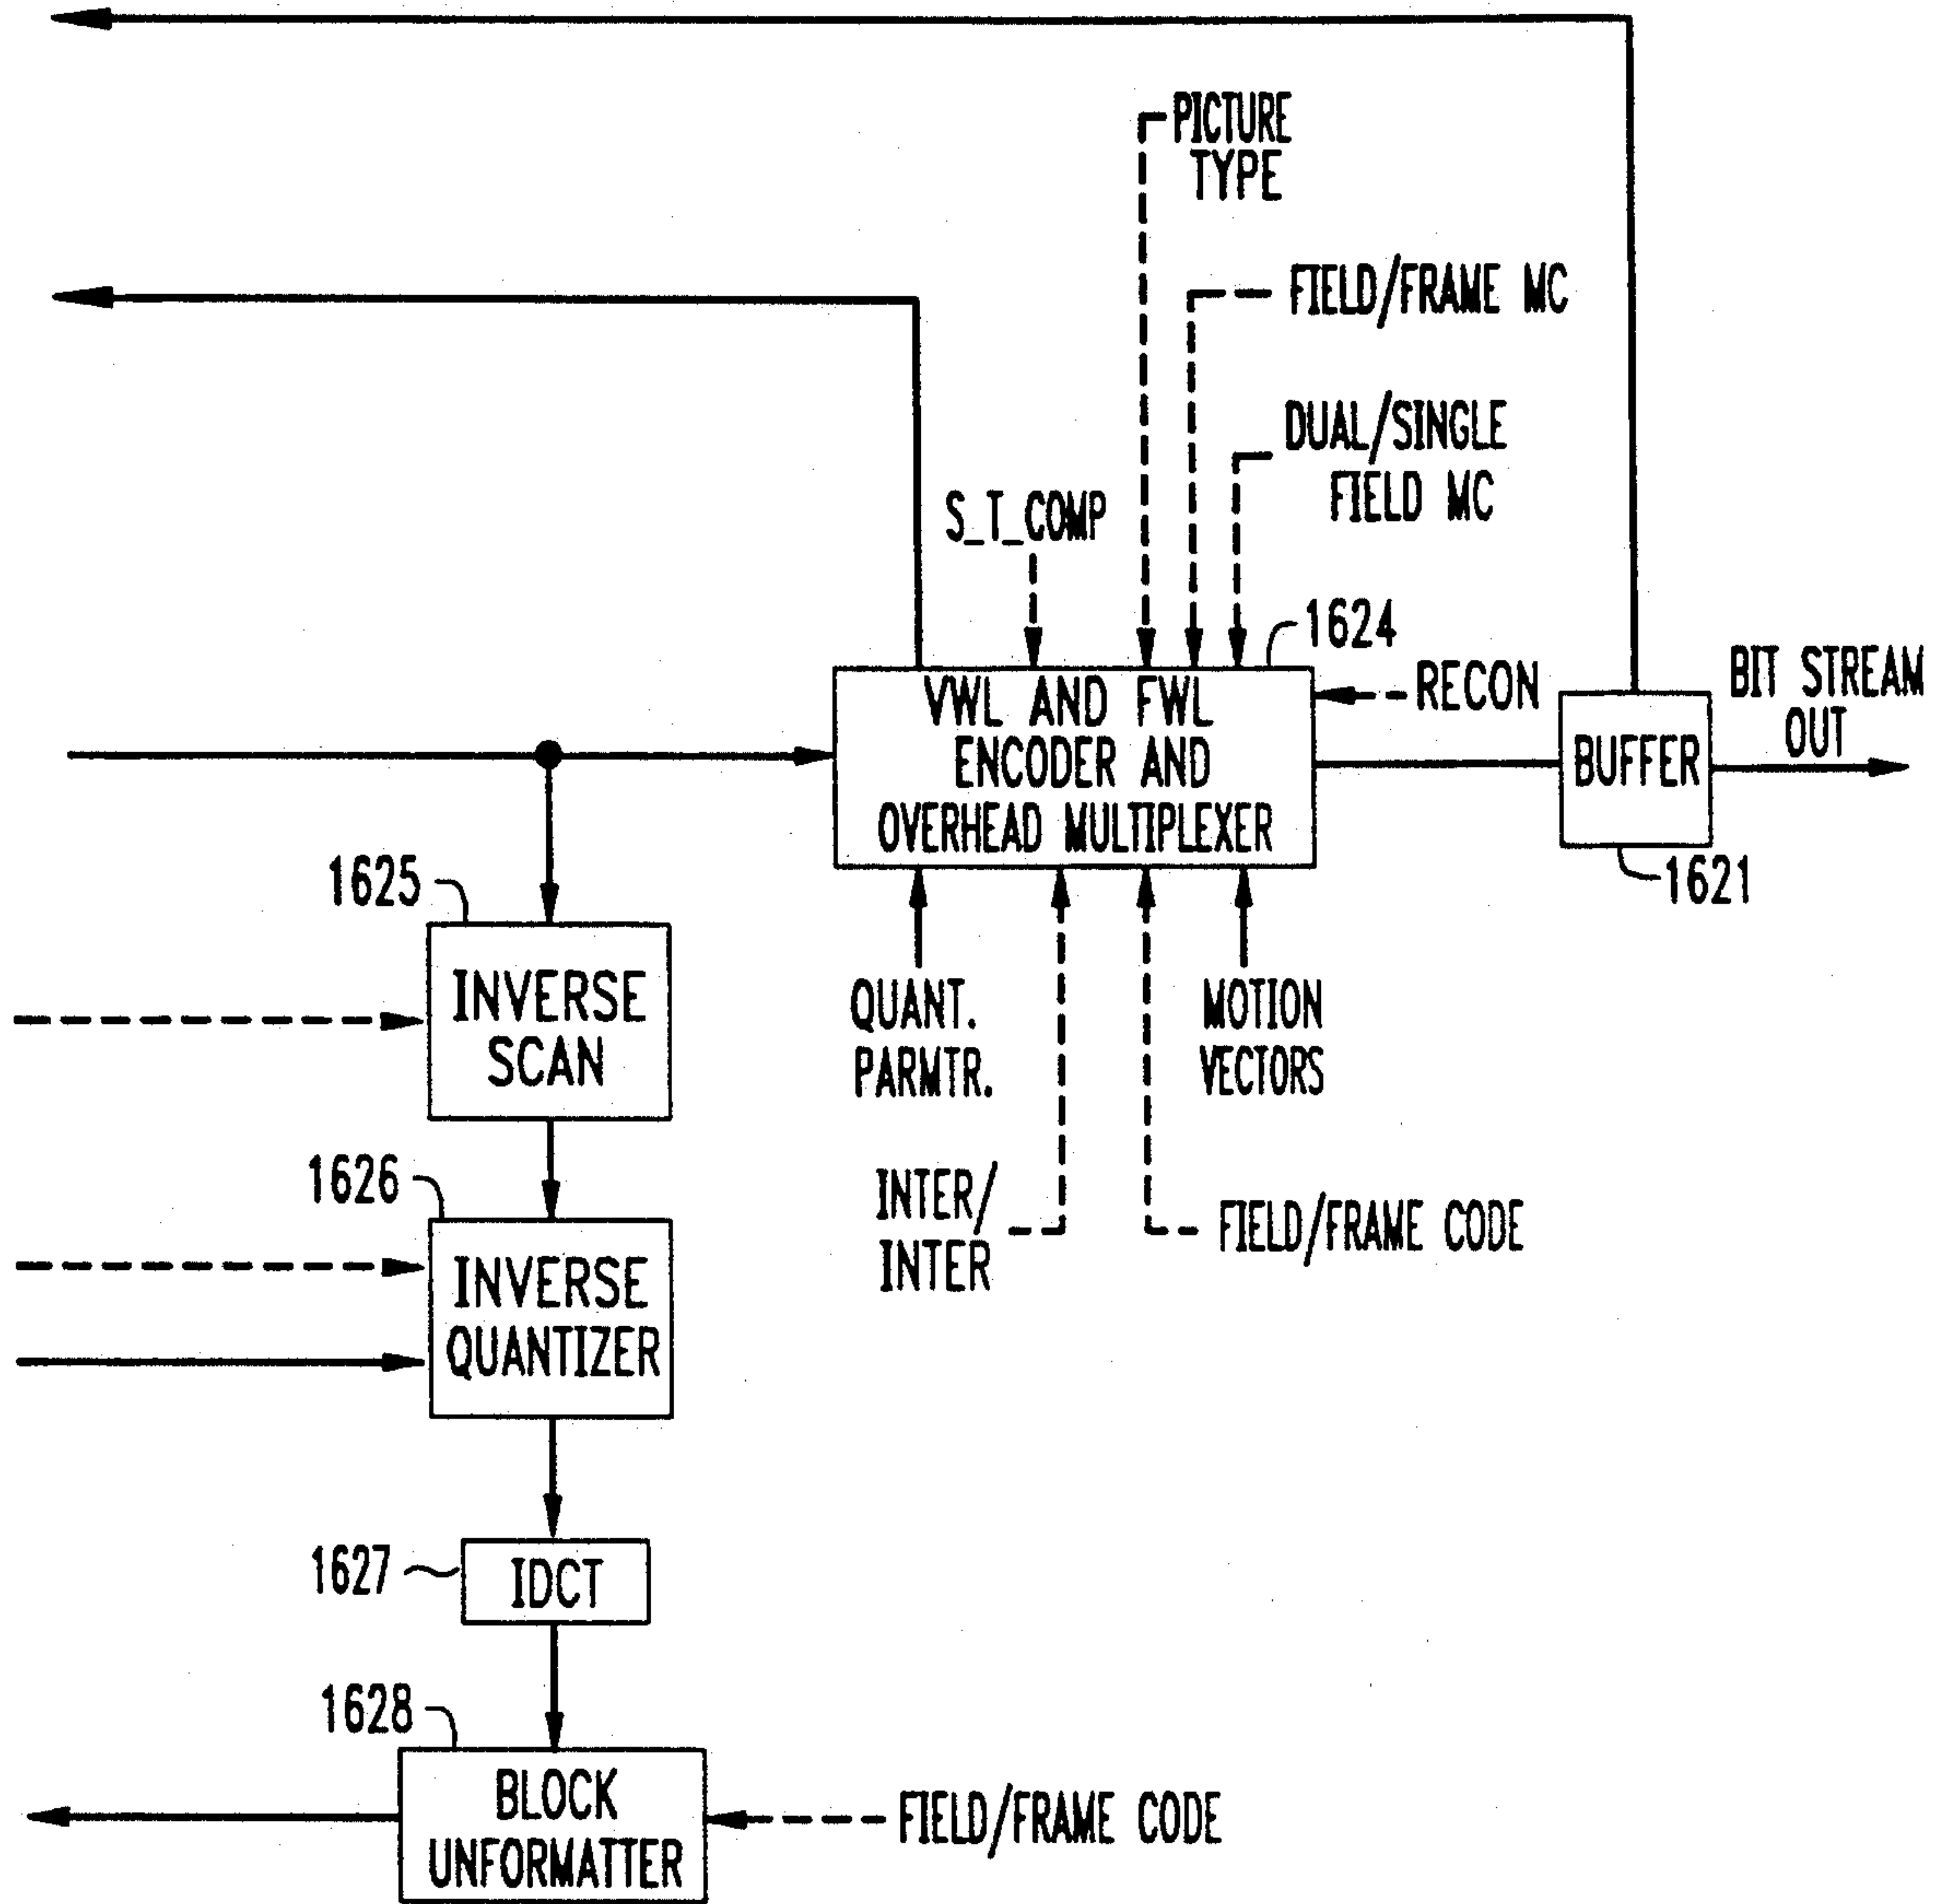 PICTURE
TYPE
FIELD/FRAME MC
DUAL/SINGLE
FIELD MC
S_T_COMP
1624
RECON
BIT STREAM
OUT
VWL AND FWL
ENCODER AND
OVERHEAD MULTIPLEXER
BUFFER
1621
1625
INVERSE
SCAN
QUANT.
PARMTR.
MOTION
VECTORS
1626
INTER/
INTER
FIELD/FRAME CODE
INVERSE
QUANTIZER
1627
IDCT
1628
BLOCK
UNFORMATTER
FIELD/FRAME CODE